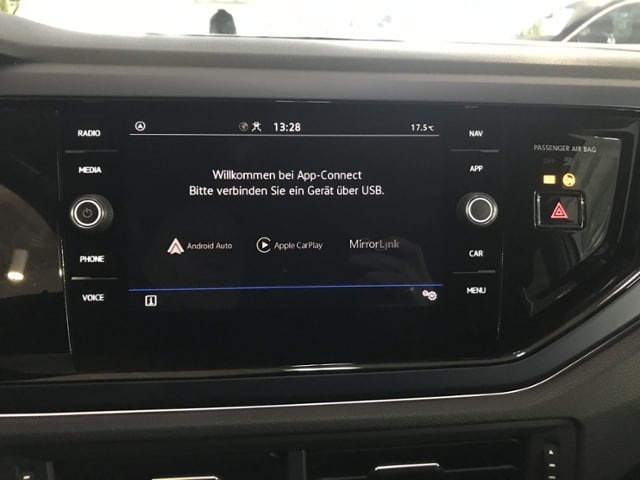 13:28
17.5°C
RADIO
MEDIA
PHONE
VOICE
Willkommen bei App-Connect
Bitte verbinden Sie ein Gerät über USB.
Android Auto
Apple CarPlay
MirrorLink
NAV
APP
CAR
MENU
PASSENGER AIR BAG